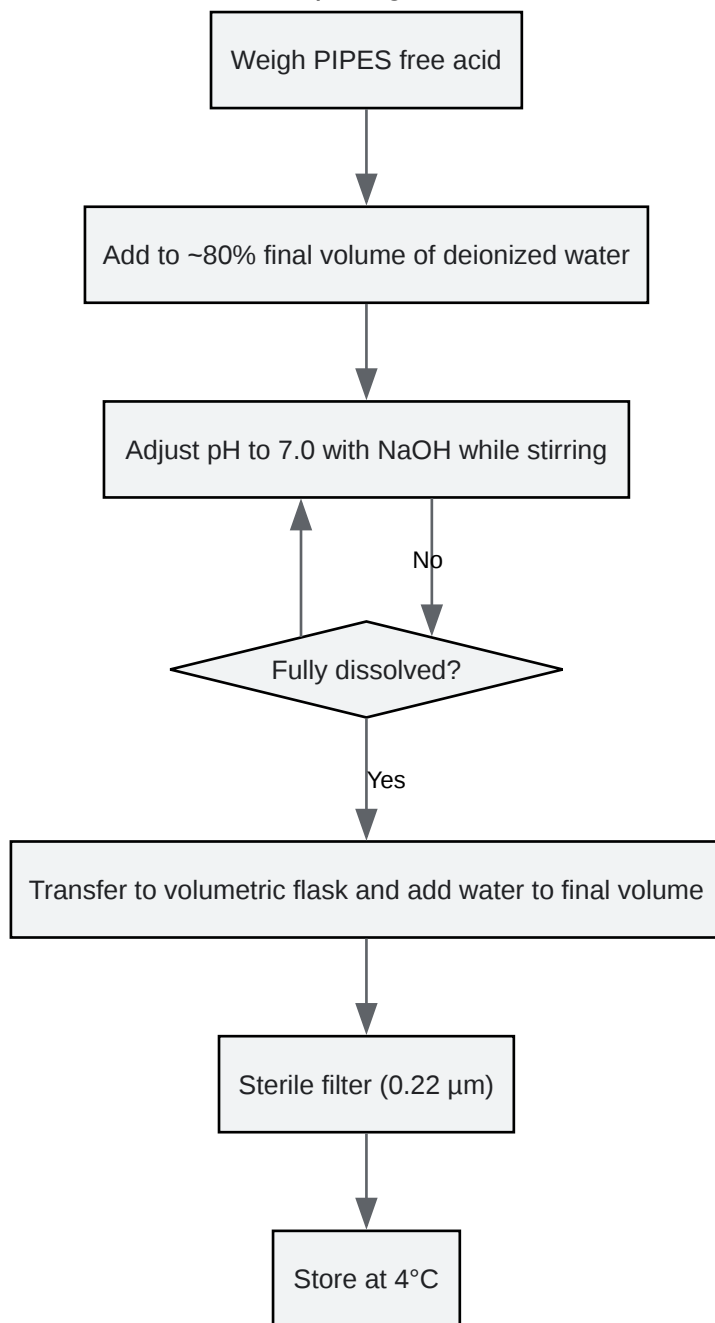 Weigh PIPES free acid
Add to ~80% final volume of deionized water
Adjust pH to 7.0 with NaOH while stirring
No
Fully dissolved?
Yes
Transfer to volumetric flask and add water to final volume
Sterile filter (0.22 µm)
Store at 4°C